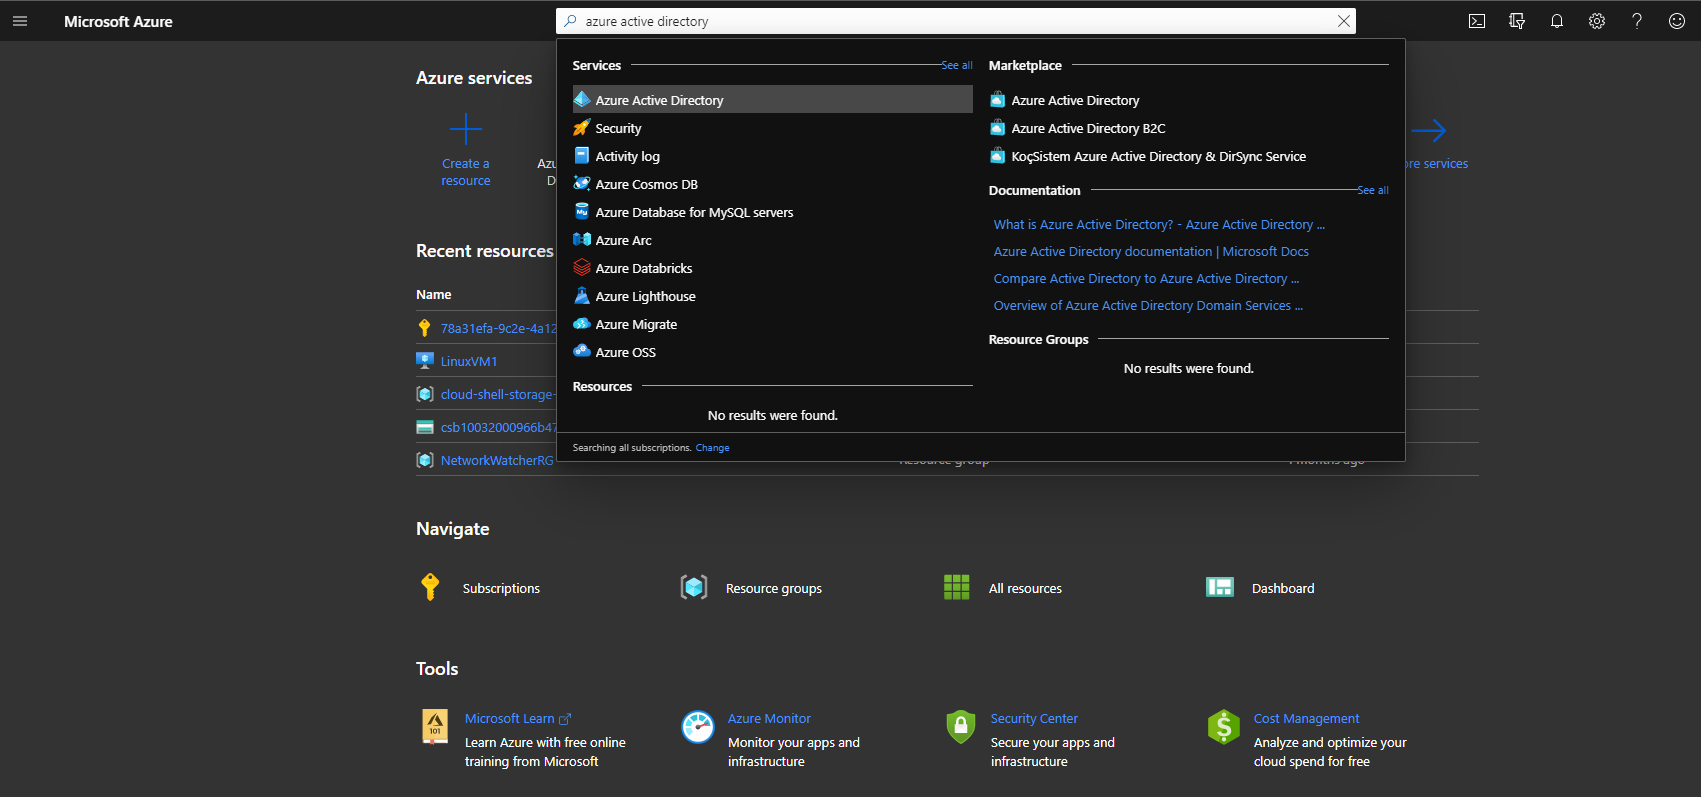 Microsoft Azure
azure active directory
Azure services
Create a
resource
Services
See all
Azure Active Directory
Security
Activity log
Azure Cosmos DB
Azure Database for MySQL servers
Azure Arc
Azure Databricks
Azure Lighthouse
Azure Migrate
Azure OSS
Resources
No results were found.
Searching all subscriptions. Change
Marketplace
Azure Active Directory
Azure Active Directory B2C
KoçSistem Azure Active Directory & DirSync Service
Documentation
See all
What is Azure Active Directory? - Azure Active Directory ...
Azure Active Directory documentation | Microsoft Docs
Compare Active Directory to Azure Active Directory ...
Overview of Azure Active Directory Domain Services ...
Resource Groups
No results were found.
services
Recent resources
Name
78a31efa-9c2e-4a12
LinuxVM1
cloud-shell-storage-
csb10032000966b47
NetworkWatcherRG
Resource group
months ago
Navigate
Subscriptions
Resource groups
All resources
Dashboard
Tools
101
Microsoft Learn
Learn Azure with free online
training from Microsoft
Azure Monitor
Monitor your apps and
infrastructure
Security Center
Secure your apps and
infrastructure
Cost Management
Analyze and optimize your
cloud spend for free